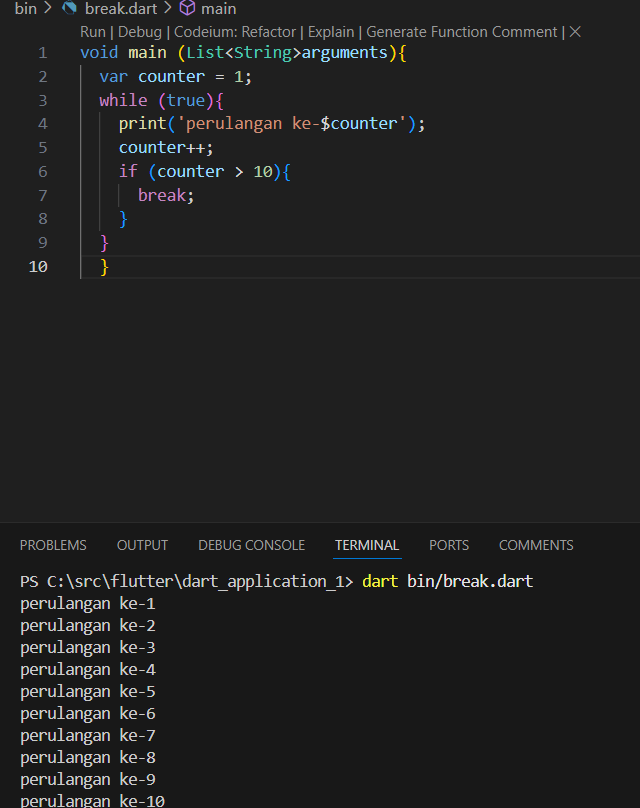 bin > break.dart > main
Run | Debug | Codeium: Refactor | Explain | Generate Function Comment | ×
1 void main (List<String>arguments){
2   var counter = 1;
3   while (true){
4     print('perulangan ke-$counter');
5     counter++;
6     if (counter > 10){
7       break;
8     }
9   }
10   }
PROBLEMS OUTPUT DEBUG CONSOLE TERMINAL PORTS COMMENTS
PS C:\src\flutter\dart_application_1> dart bin/break.dart
perulangan ke-1
perulangan ke-2
perulangan ke-3
perulangan ke-4
perulangan ke-5
perulangan ke-6
perulangan ke-7
perulangan ke-8
perulangan ke-9
perulangan ke-10